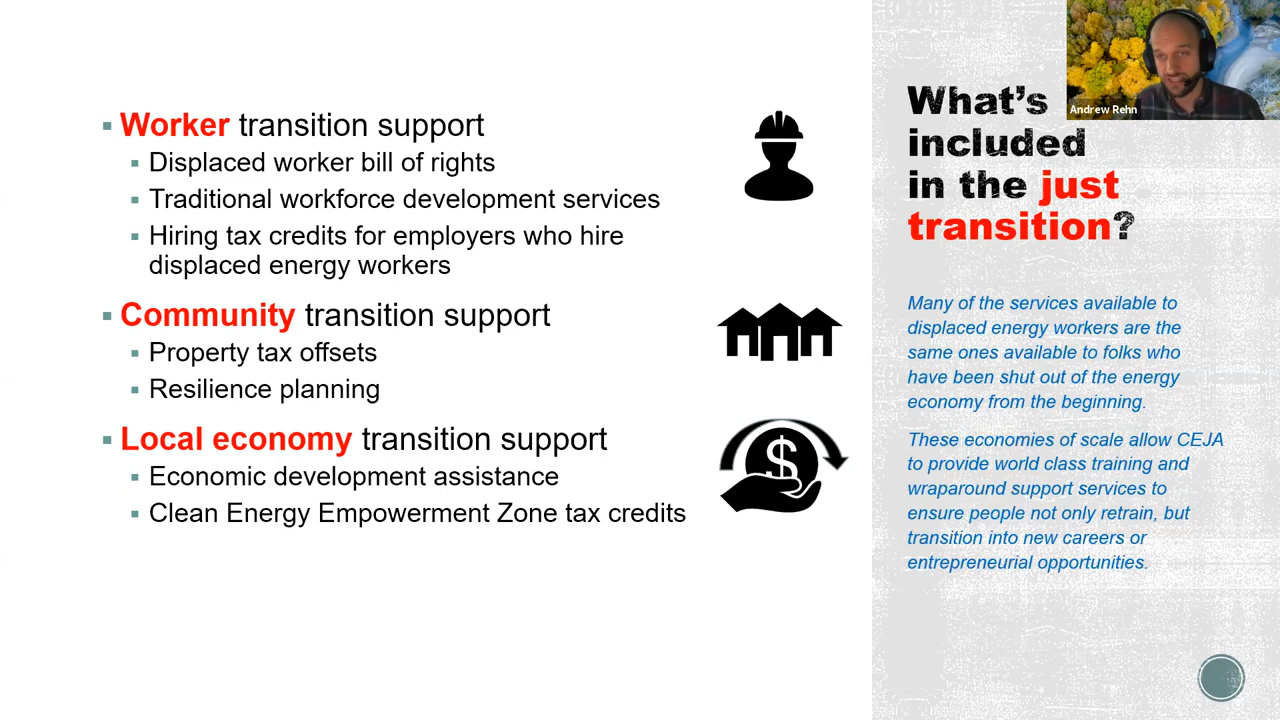 Worker transition support
Displaced worker bill of rights
Traditional workforce development services
Hiring tax credits for employers who hire
displaced energy workers
Community transition support
Property tax offsets
Resilience planning
Local economy transition support
Economic development assistance
Clean Energy Empowerment Zone tax credits
$
Andrew Rehn
What's
included
in the just
transition?
Many of the services available to
displaced energy workers are the
same ones available to folks who
have been shut out of the energy
economy from the beginning.
These economies of scale allow CEJA
to provide world class training and
wraparound support services to
ensure people not only retrain, but
transition into new careers or
entrepreneurial opportunities.